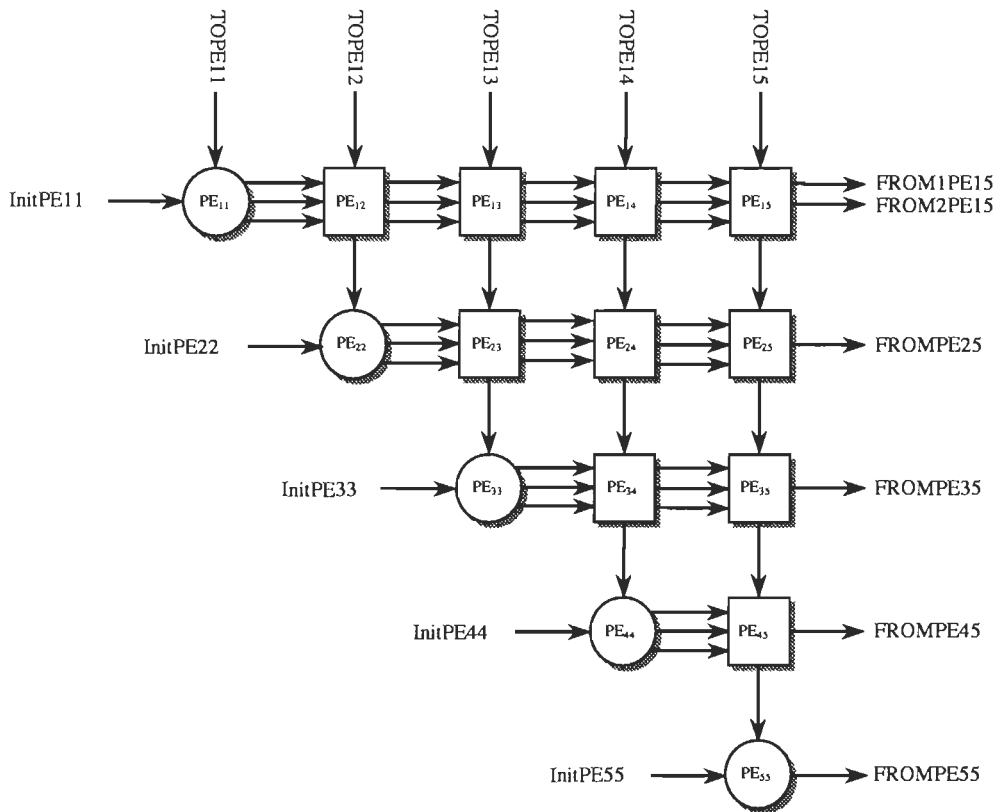 TOPE11
TOPE12
TOPE13
TOPE14
TOPE15
InitPE11
PE11
PE12
PE13
PE14
PE15
FROM1PE15
FROM2PE15
InitPE22
PE22
PE23
PE24
PE25
FROMPE25
InitPE33
PE33
PE34
PE35
FROMPE35
InitPE44
PE44
PE45
FROMPE45
InitPE55
PE55
FROMPE55